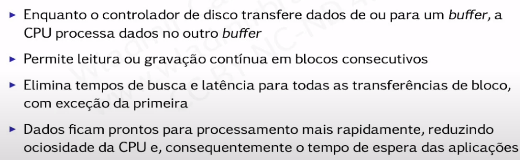 ▶ Enquanto o controlador de disco transfere dados de ou para um buffer, a
CPU processa dados no outro buffer
▶ Permite leitura ou gravação contínua em blocos consecutivos
▶ Elimina tempos de busca e latência para todas as transferências de bloco,
com exceção da primeira
▶ Dados ficam prontos para processamento mais rapidamente, reduzindo
ociosidade da CPU e, consequentemente o tempo de espera das aplicações